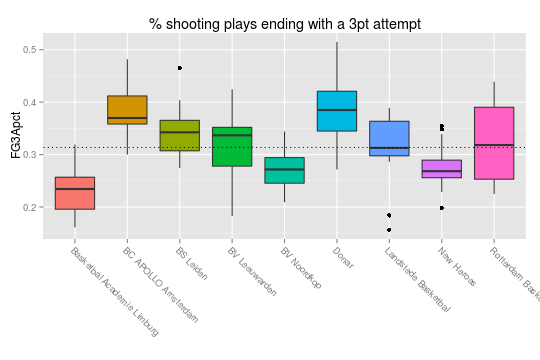 % shooting plays ending with a 3pt attempt
FG3Apct
0.5
0.4
0.3
0.2
Basketbal Academie Limburg
BC APOLLO Amsterdam
BS Leiden
BV Leeuwarden
BV Noordkop
Donar
Landstede Basketbal
New Heroes
Rotterdam Bask